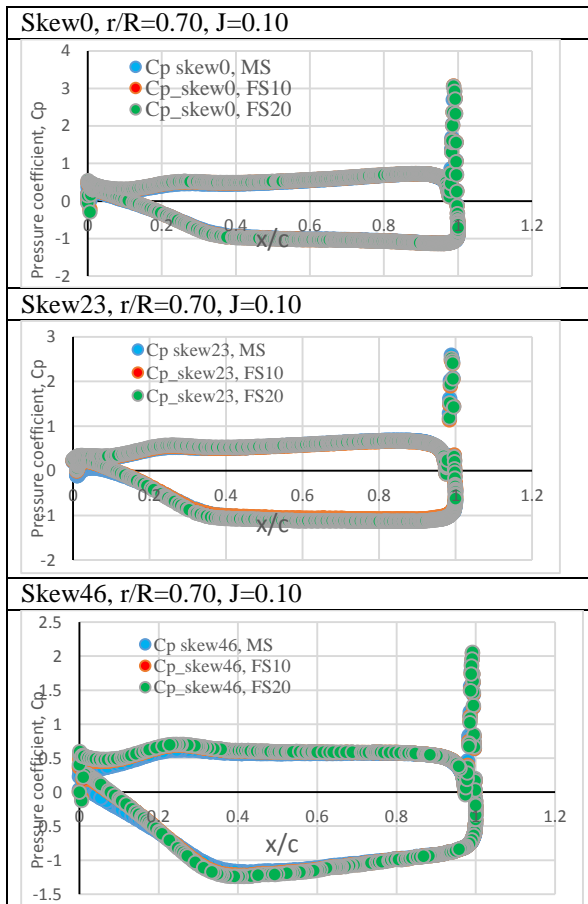 Skew0, r/R=0.70, J=0.10
Pressure coefficient, Cp
4
3
2
1
0
-1
-2
Cp skew0, MS
Cp_skew0, FS10
Cp_skew0, FS20
0 0.2 0.4 0.6 0.8 1 1.2
x/c
Skew23, r/R=0.70, J=0.10
Pressure coefficient, Cp
3
2
1
0
-1
-2
Cp skew23, MS
Cp_skew23, FS10
Cp_skew23, FS20
0 0.2 0.4 0.6 0.8 1 1.2
x/c
Skew46, r/R=0.70, J=0.10
Pressure coefficient, Cp
2.5
2
1.5
1
0.5
0
-0.5
-1
-1.5
Cp skew46, MS
Cp_skew46, FS10
Cp_skew46, FS20
0 0.2 0.4 0.6 0.8 1 1.2
x/c